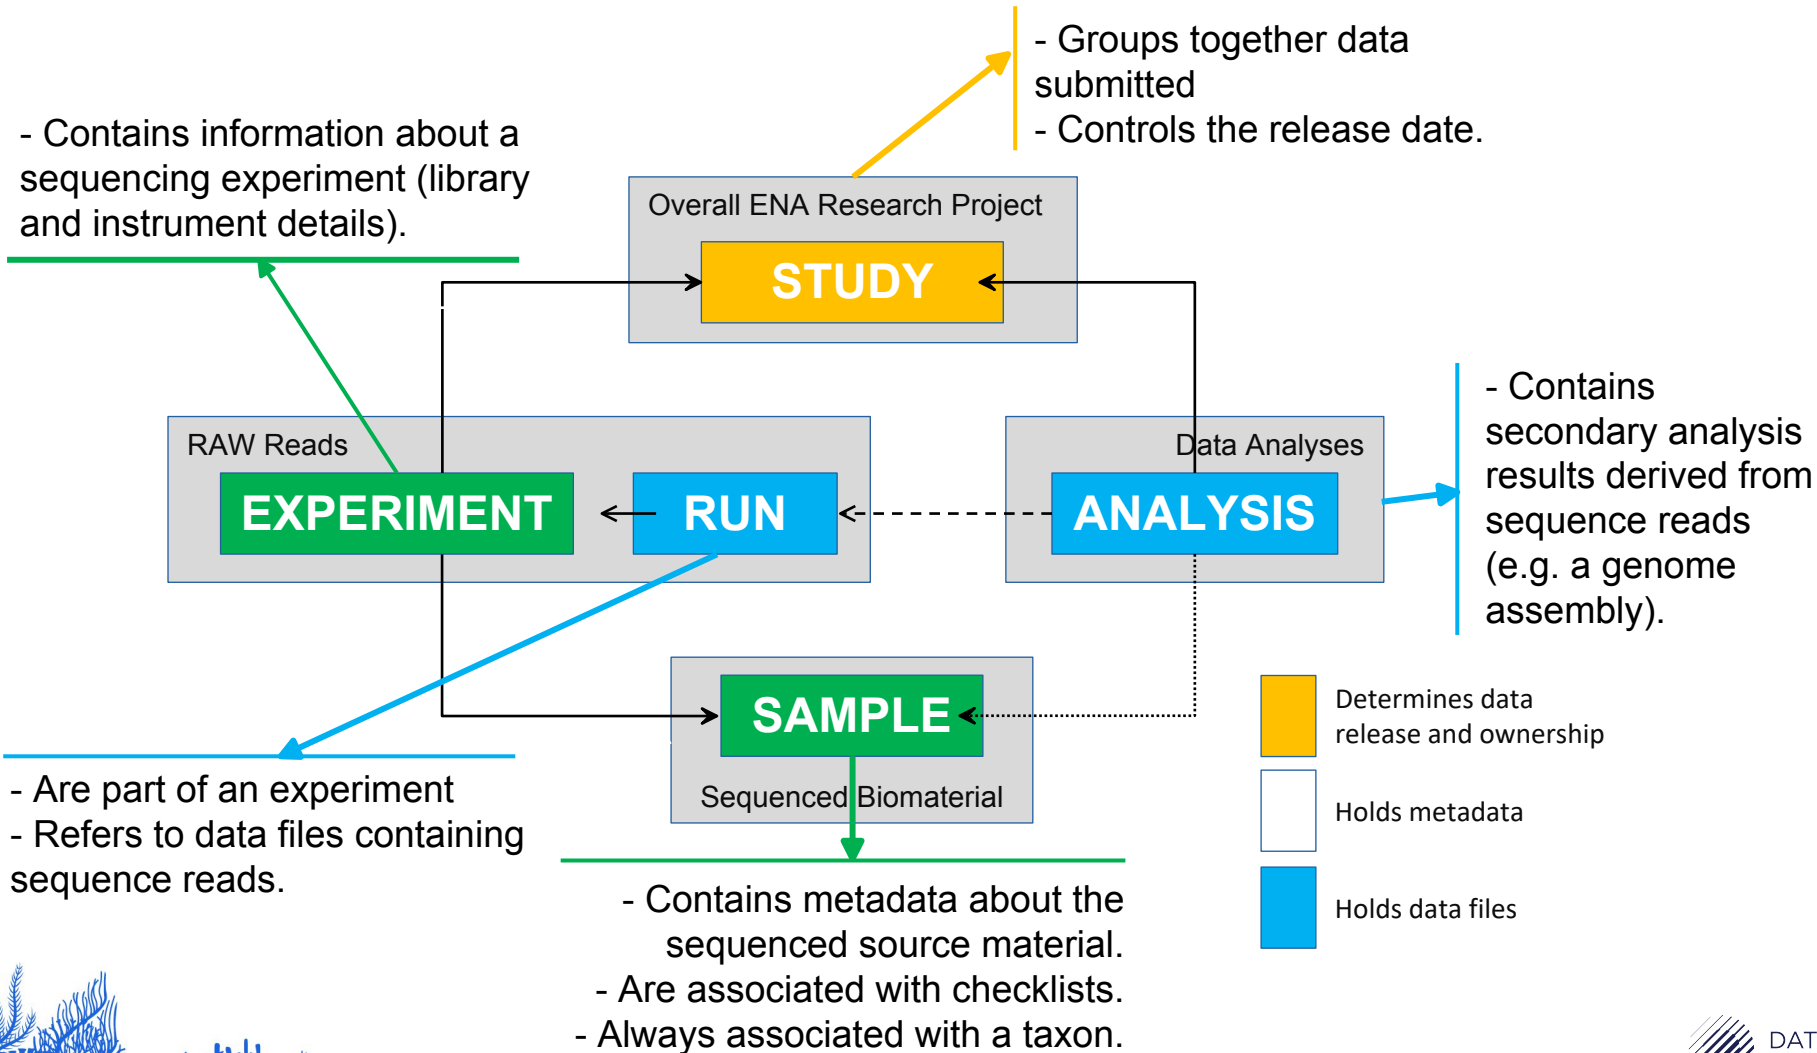 - Groups together data
submitted
- Controls the release date.
- Contains information about a
sequencing experiment (library
and instrument details).
Overall ENA Research Project
STUDY
- Contains
secondary analysis
results derived from
sequence reads
(e.g. a genome
assembly).
RAW Reads
EXPERIMENT
RUN
Data Analyses
ANALYSIS
SAMPLE
Sequenced Biomaterial
Determines data
release and ownership
Holds metadata
Holds data files
- Are part of an experiment
- Refers to data files containing
sequence reads.
- Contains metadata about the
sequenced source material.
- Are associated with checklists.
- Always associated with a taxon.
DAT